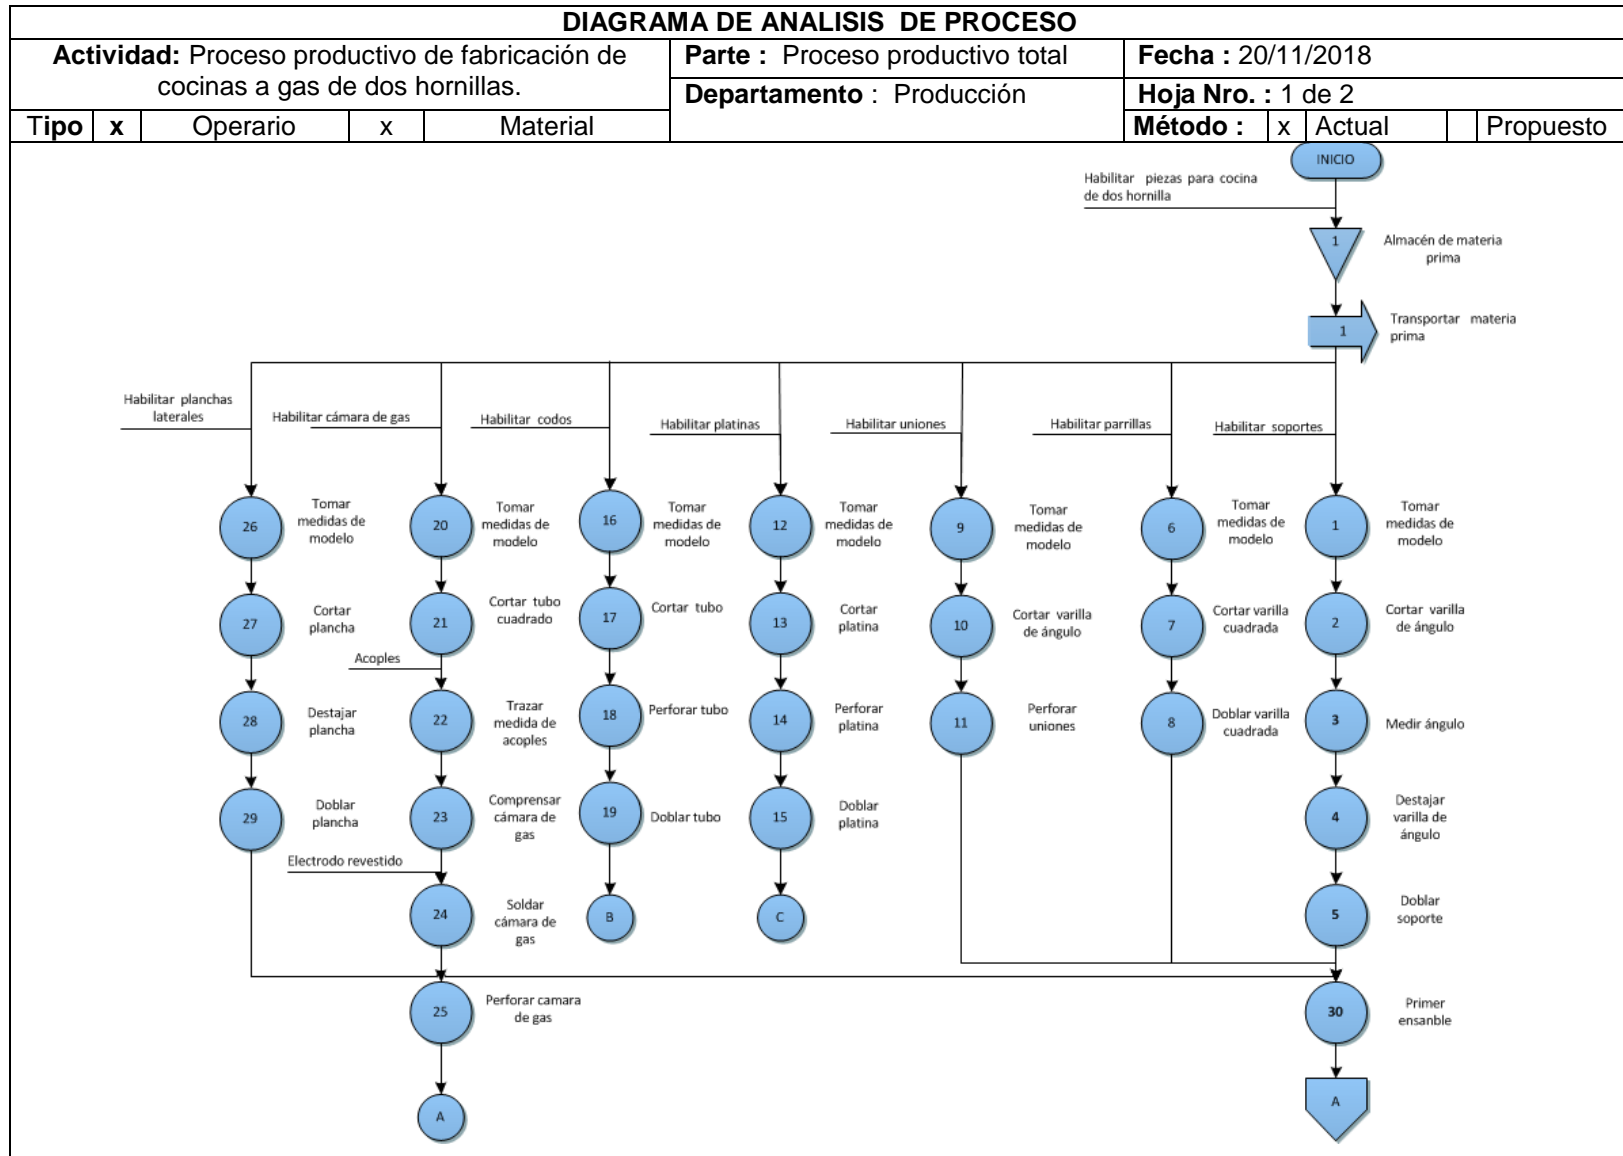 DIAGRAMA DE ANALISIS DE PROCESO
Actividad: Proceso productivo de fabricación de
cocinas a gas de dos hornillas.
Parte : Proceso productivo total
Fecha : 20/11/2018
Departamento : Producción
Hoja Nro. : 1 de 2
Tipo x Operario x Material
Método : x Actual Propuesto
INICIO
Habilitar piezas para cocina
de dos hornilla
1
Almacén de materia
prima
1
Transportar materia
prima
Habilitar planchas
laterales
Habilitar cámara de gas
Habilitar codos
Habilitar platinas
Habilitar uniones
Habilitar parrillas
Habilitar soportes
26
Tomar
medidas de
modelo
20
Tomar
medidas de
modelo
16
Tomar
medidas de
modelo
12
Tomar
medidas de
modelo
9
Tomar
medidas de
modelo
6
Tomar
medidas de
modelo
1
Tomar
medidas de
modelo
27
Cortar
plancha
21
Cortar tubo
cuadrado
17
Cortar tubo
13
Cortar
platina
10
Cortar varilla
de ángulo
7
Cortar varilla
cuadrada
2
Cortar varilla
de ángulo
Acoples
28
Destajar
plancha
22
Trazar
medida de
acoples
18
Perforar tubo
14
Perforar
platina
11
Perforar
uniones
8
Doblar varilla
cuadrada
3
Medir ángulo
29
Doblar
plancha
23
Comprensar
cámara de
gas
19
Doblar tubo
15
Doblar
platina
4
Destajar
varilla de
ángulo
Electrodo revestido
24
Soldar
cámara de
gas
B
C
5
Doblar
soporte
25
Perforar camara
de gas
30
Primer
ensanble
A
A